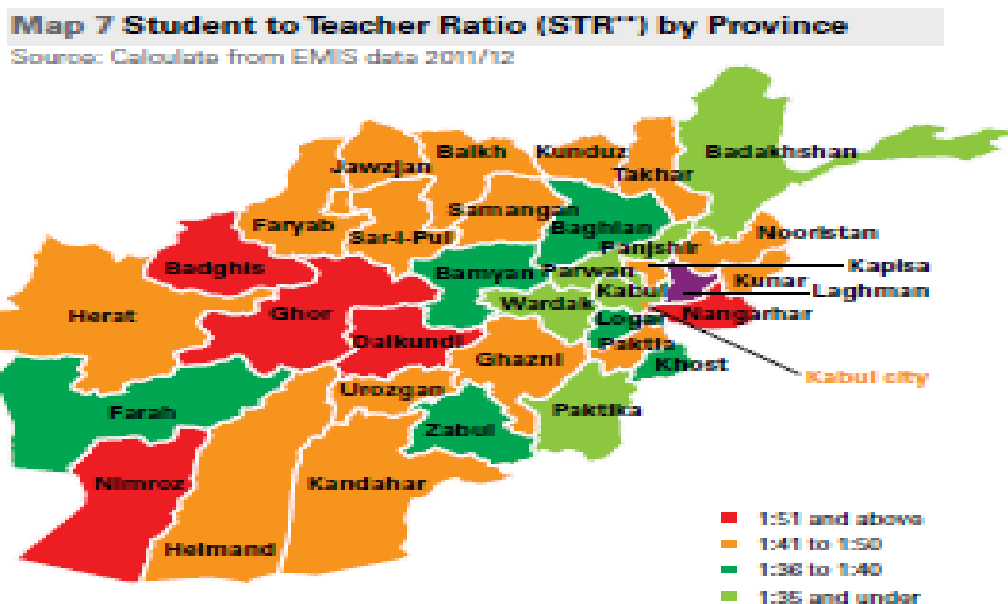 Map 7 Student to Teacher Ratio (STR**) by Province
Source: Calculate from EMIS data 2011/12
Jawzjan
Balkh
Kunduz
Badakhshan
Takhar
Faryab
Samangan
Sar-i-Pul
Baghlan
Nooristan
Panjshir
Badghis
Bamyan
Parwan
Kapisa
Kunar
Kabul
Laghman
Herat
Ghor
Wardak
Logar
Nangarhar
Daikundi
Ghazni
Paktia
Khost
Urozgan
Kabul city
Farah
Zabul
Paktika
Nimroz
Kandahar
Helmand
1:51 and above
1:41 to 1:50
1:36 to 1:40
1:35 and under